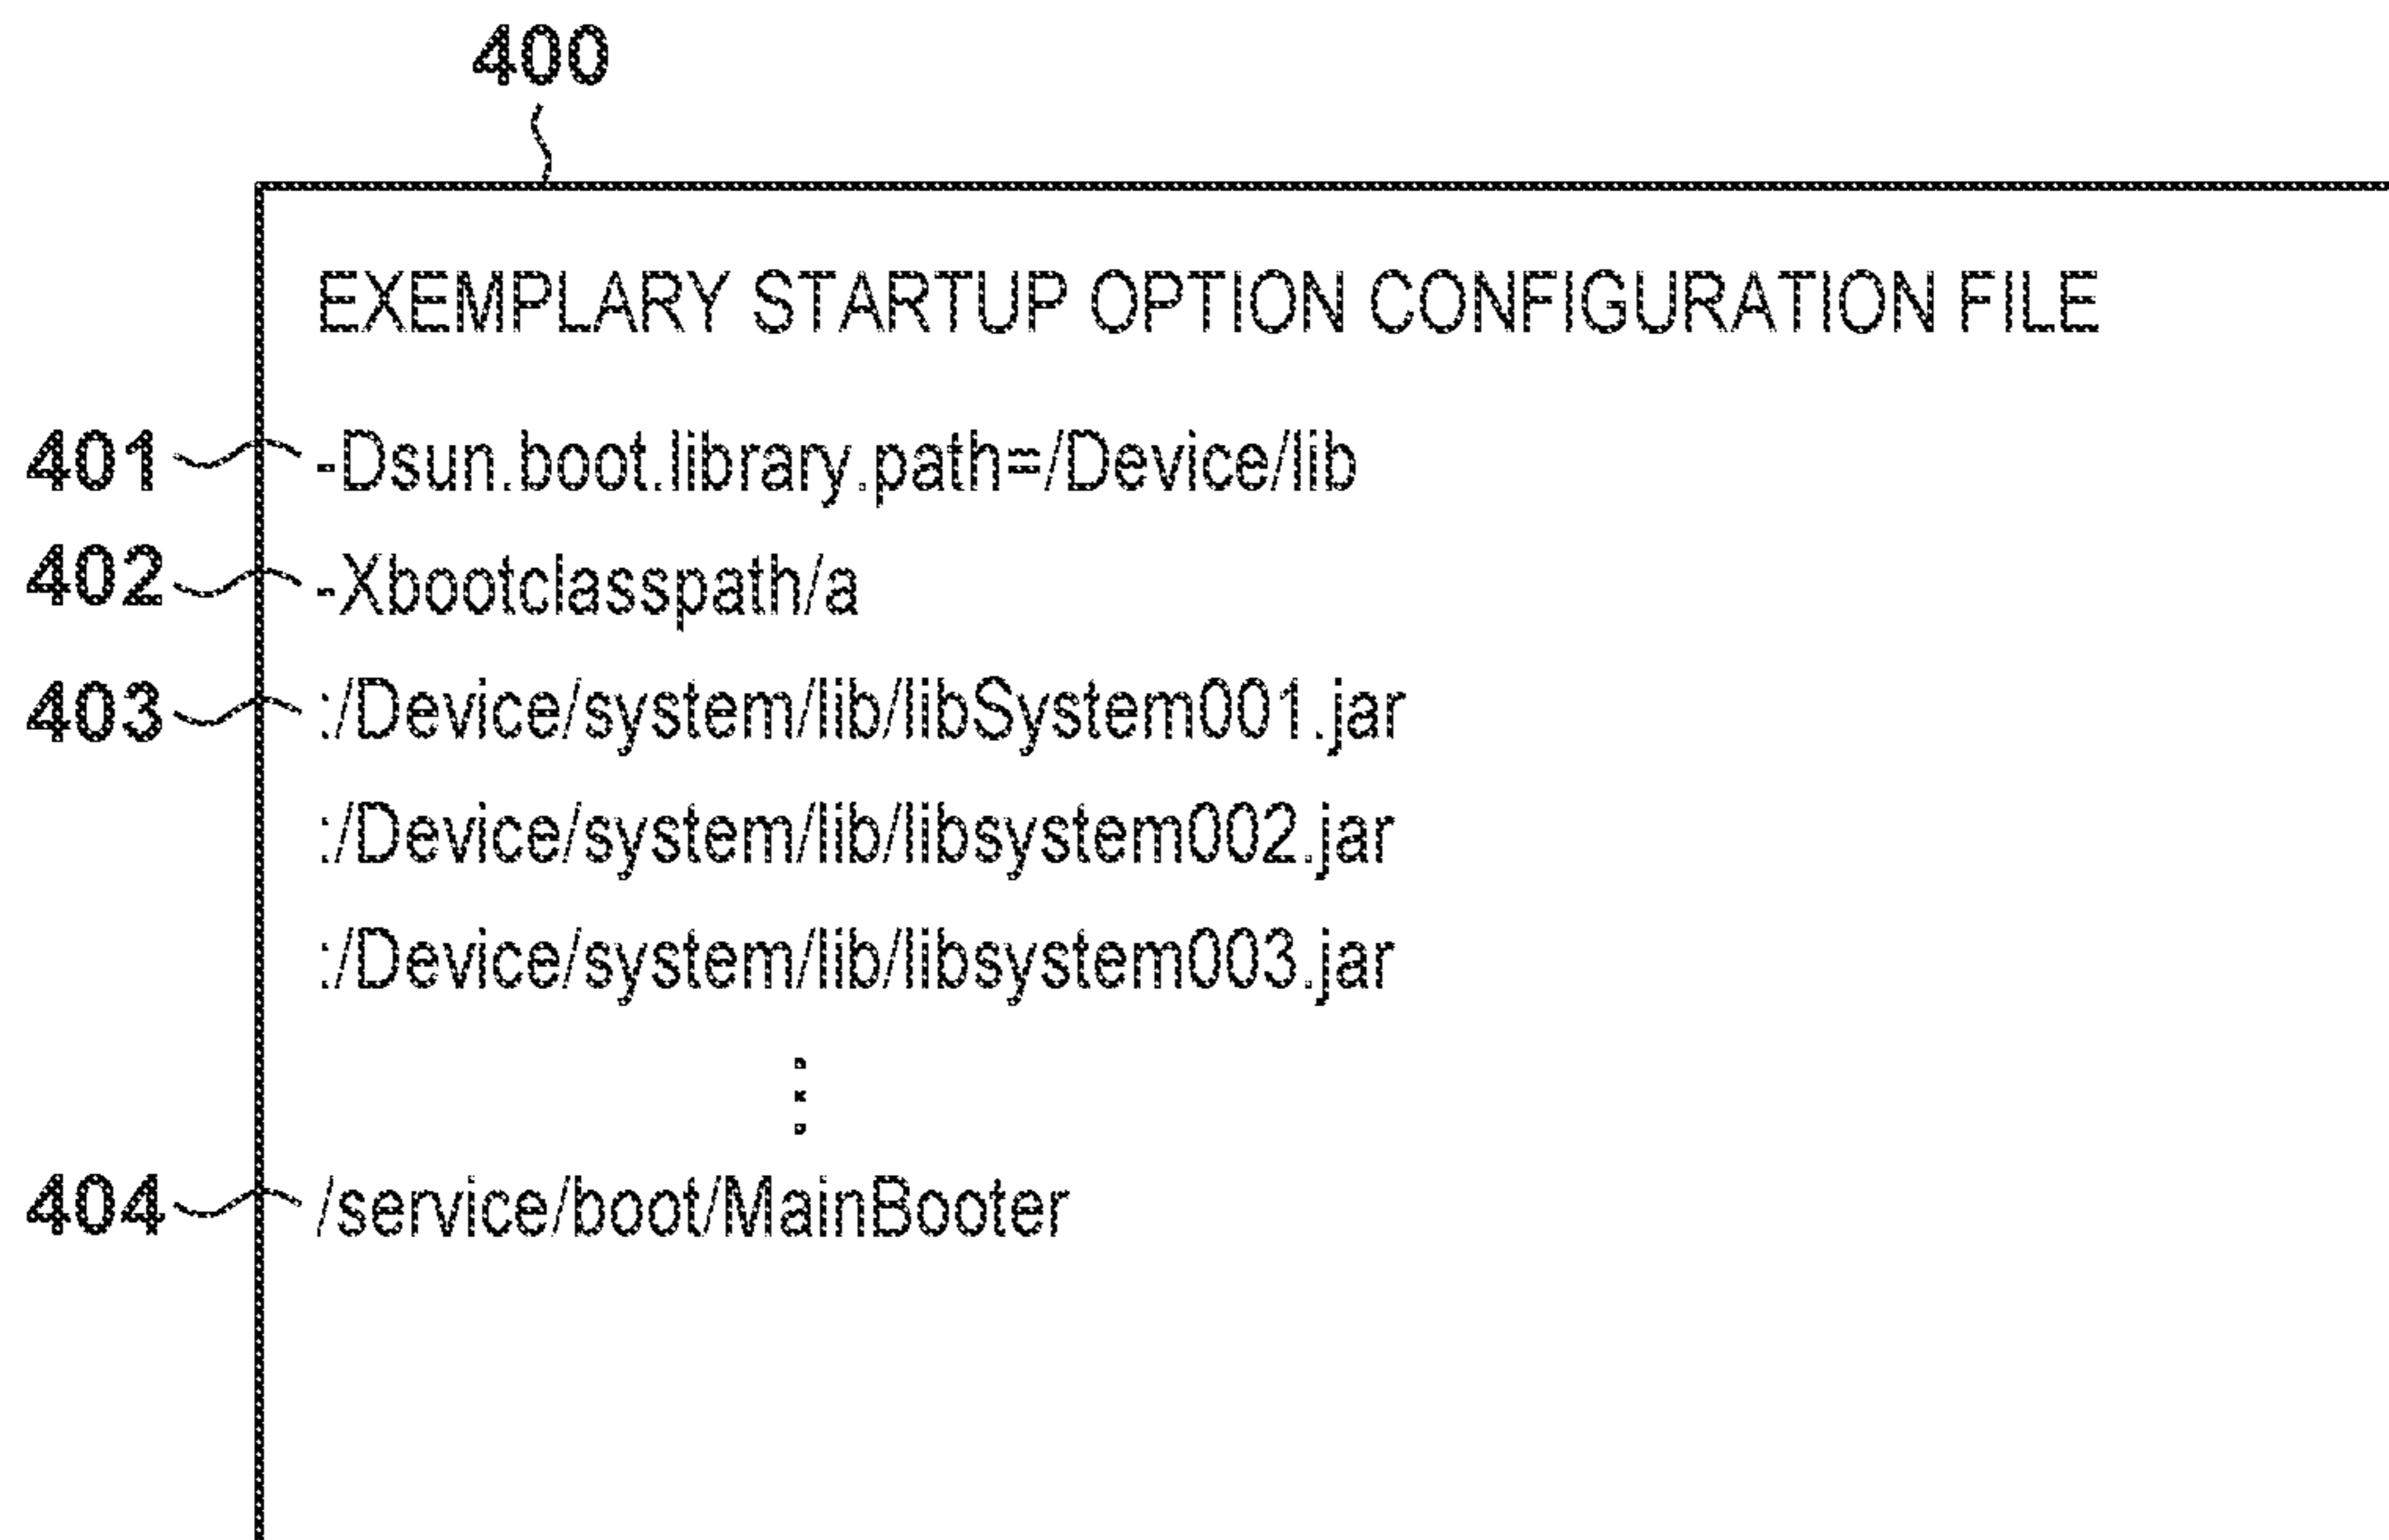 400
EXEMPLARY STARTUP OPTION CONFIGURATION FILE
401 -Dsun.boot.library.path=/Device/lib
402 -Xbootclasspath/a
403 :/Device/system/lib/libSystem001.jar
:/Device/system/lib/libsystem002.jar
:/Device/system/lib/libsystem003.jar
⋮
404 /service/boot/MainBooter